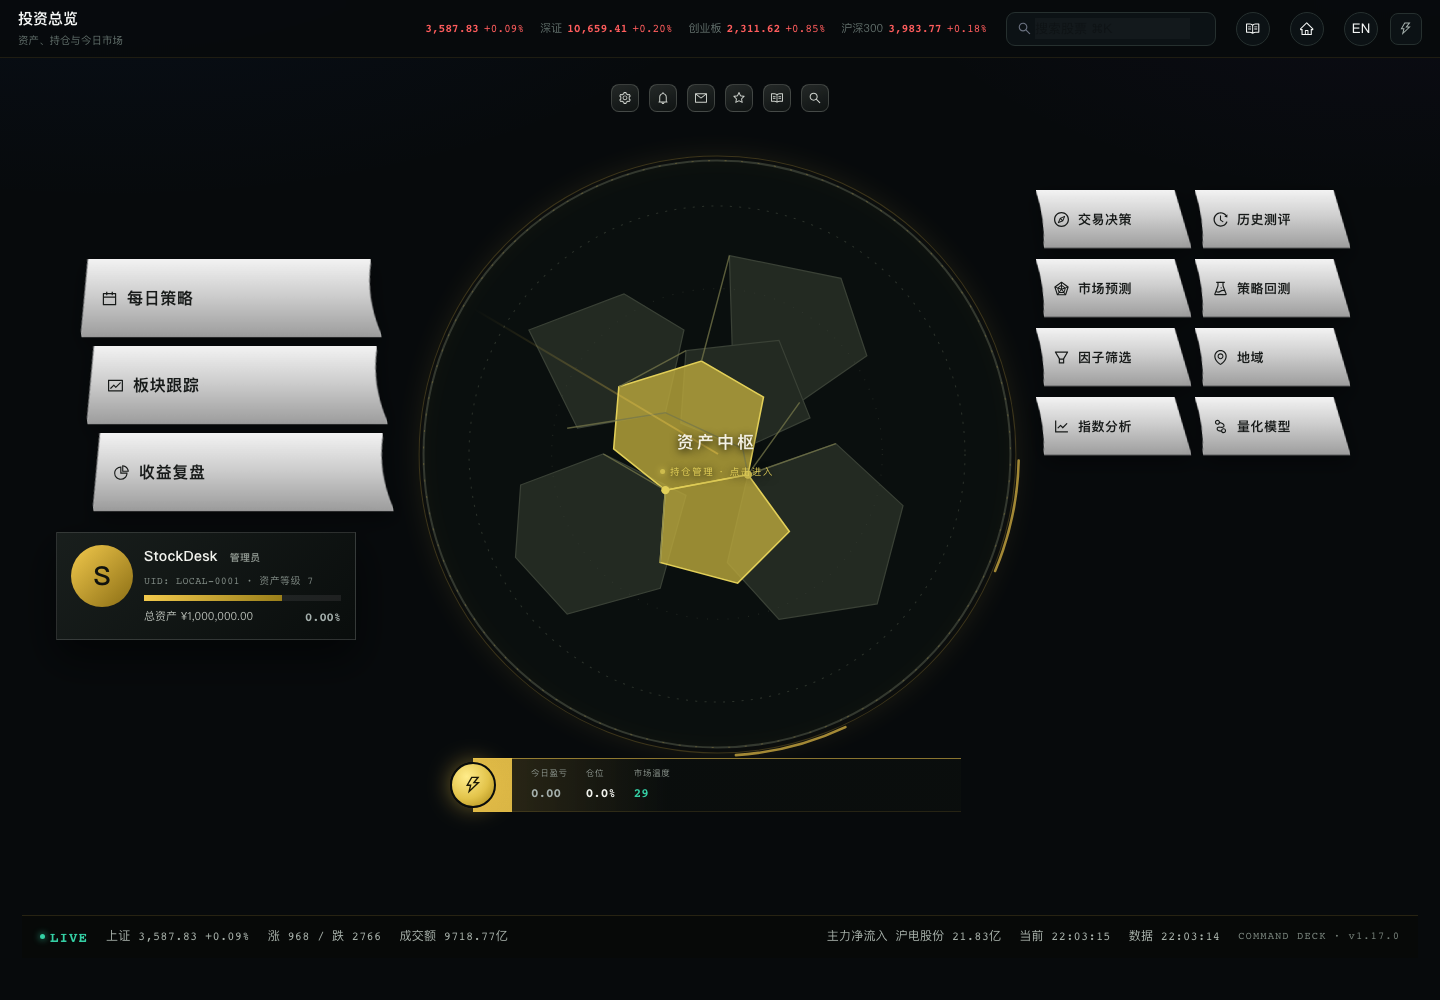 投资总览
资产、持仓与今日市场
3,587.83 +0.09% 深证 10,659.41 +0.20% 创业板 2,311.62 +0.85% 沪深300 3,983.77 +0.18%
EN
每日策略
板块跟踪
收益复盘
S
StockDesk 管理员
UID: LOCAL-0001 · 资产等级 7
总资产 ¥1,000,000.00 0.00%
资产中枢
持仓管理 · 点击进入
交易决策 历史测评
市场预测 策略回测
因子筛选 地域
指数分析 量化模型
今日盈亏 仓位 市场温度
0.00 0.0% 29
LIVE 上证 3,587.83 +0.09% 涨 968 / 跌 2766 成交额 9718.77亿 主力净流入 沪电股份 21.83亿 当前 22:03:15 数据 22:03:14 COMMAND DECK · v1.17.0